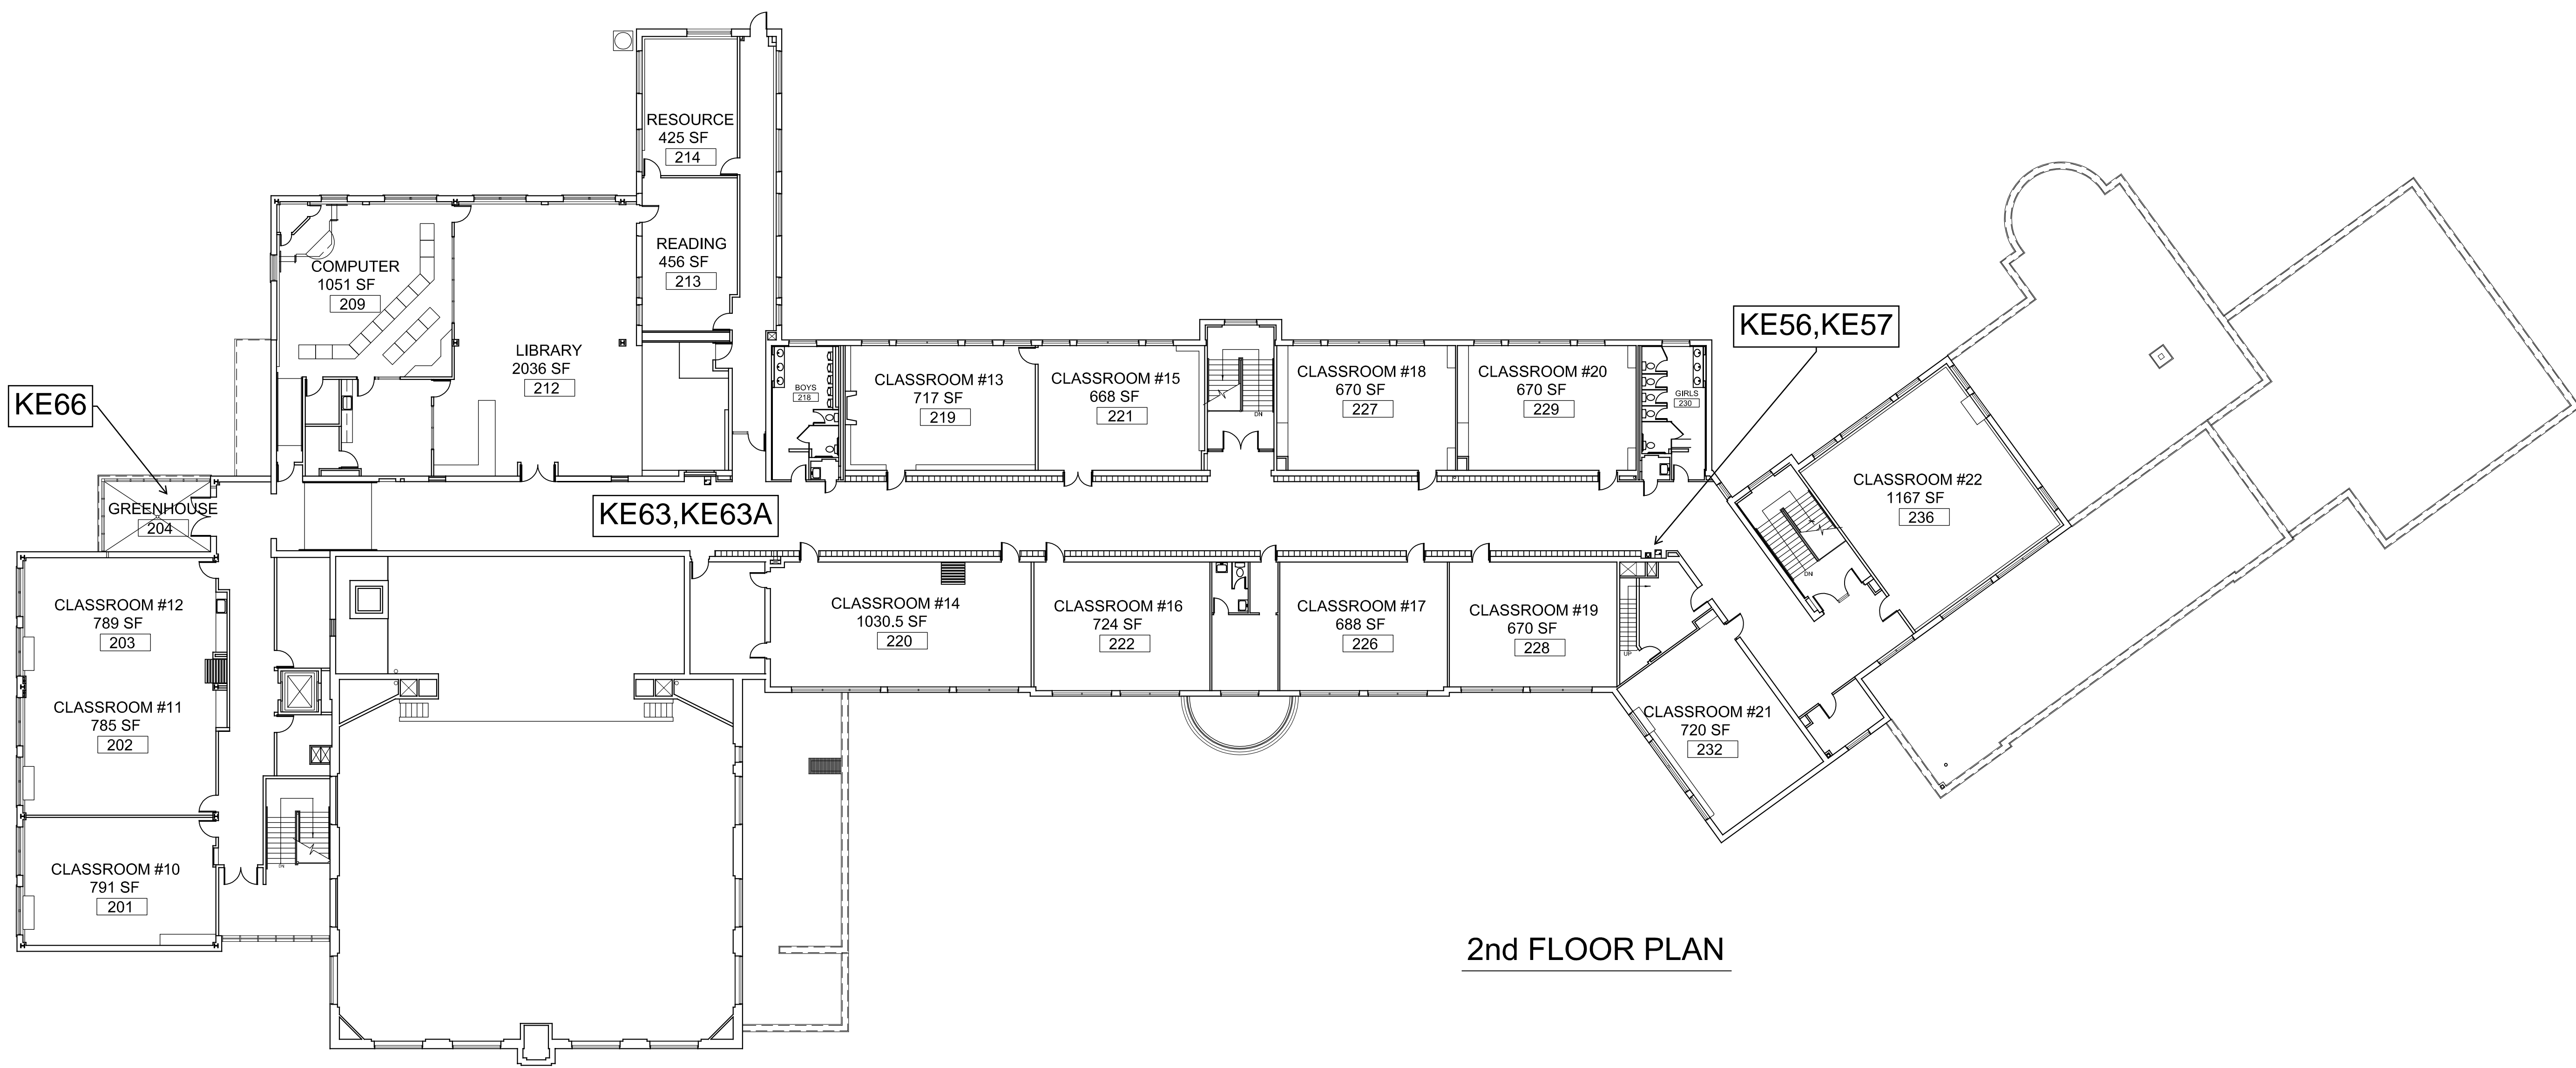 RESOURCE
425 SF
214
READING
456 SF
213
COMPUTER
1051 SF
209
LIBRARY
2036 SF
212
KE66
GREENHOUSE
204
KE63,KE63A
KE56,KE57
BOYS
218
CLASSROOM #13
717 SF
219
CLASSROOM #15
668 SF
221
DN
CLASSROOM #18
670 SF
227
CLASSROOM #20
670 SF
229
GIRLS
230
CLASSROOM #22
1167 SF
236
DN
CLASSROOM #12
789 SF
203
CLASSROOM #11
785 SF
202
CLASSROOM #10
791 SF
201
DN
CLASSROOM #14
1030.5 SF
220
CLASSROOM #16
724 SF
222
CLASSROOM #17
688 SF
226
CLASSROOM #19
670 SF
228
UP
CLASSROOM #21
720 SF
232
2nd FLOOR PLAN